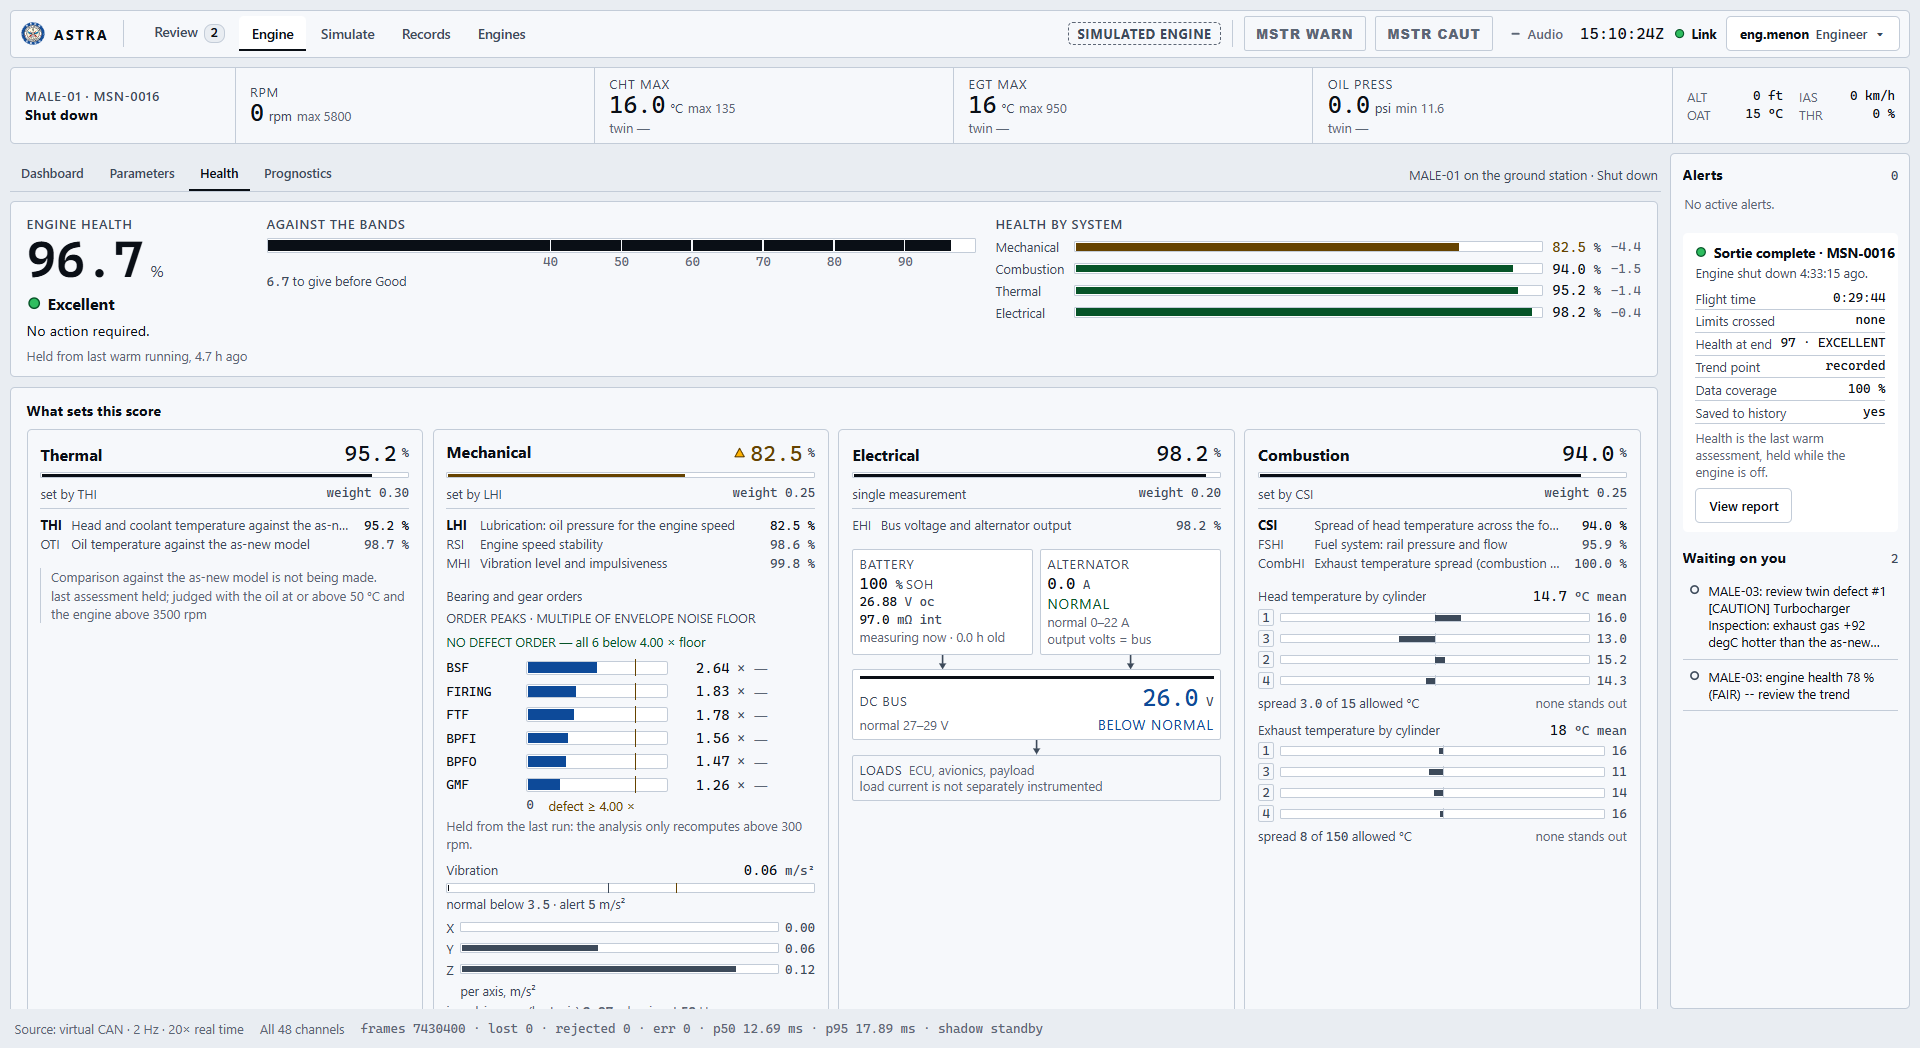 ASTRA
Review 2
Engine
Simulate
Records
Engines
SIMULATED ENGINE
MSTR WARN
MSTR CAUT
– Audio
15:10:24Z
Link
eng.menon Engineer
MALE-01 · MSN-0016
Shut down
RPM
0 rpm max 5800
CHT MAX
16.0 °C max 135
twin —
EGT MAX
16 °C max 950
twin —
OIL PRESS
0.0 psi min 11.6
twin —
ALT 0 ft IAS 0 km/h
OAT 15 °C THR 0 %
Dashboard
Parameters
Health
Prognostics
MALE-01 on the ground station · Shut down
ENGINE HEALTH
96.7 %
Excellent
No action required.
Held from last warm running, 4.7 h ago
AGAINST THE BANDS
40 50 60 70 80 90
6.7 to give before Good
HEALTH BY SYSTEM
Mechanical 82.5 % −4.4
Combustion 94.0 % −1.5
Thermal 95.2 % −1.4
Electrical 98.2 % −0.4
What sets this score
Thermal 95.2 %
set by THI weight 0.30
THI Head and coolant temperature against the as-n... 95.2 %
OTI Oil temperature against the as-new model 98.7 %
Comparison against the as-new model is not being made.
last assessment held; judged with the oil at or above 50 °C and
the engine above 3500 rpm
Mechanical 82.5 %
set by LHI weight 0.25
LHI Lubrication: oil pressure for the engine speed 82.5 %
RSI Engine speed stability 98.6 %
MHI Vibration level and impulsiveness 99.8 %
Bearing and gear orders
ORDER PEAKS · MULTIPLE OF ENVELOPE NOISE FLOOR
NO DEFECT ORDER — all 6 below 4.00 × floor
BSF 2.64 × —
FIRING 1.83 × —
FTF 1.78 × —
BPFI 1.56 × —
BPFO 1.47 × —
GMF 1.26 × —
0 defect ≥ 4.00 ×
Held from the last run: the analysis only recomputes above 300
rpm.
Vibration 0.06 m/s²
normal below 3.5 · alert 5 m/s²
X 0.00
Y 0.06
Z 0.12
per axis, m/s²
Electrical 98.2 %
single measurement weight 0.20
EHI Bus voltage and alternator output 98.2 %
BATTERY
100 % SOH
26.88 V oc
97.0 mΩ int
measuring now · 0.0 h old
ALTERNATOR
0.0 A
NORMAL
normal 0–22 A
output volts = bus
DC BUS 26.0 V
normal 27–29 V BELOW NORMAL
LOADS ECU, avionics, payload
load current is not separately instrumented
Combustion 94.0 %
set by CSI weight 0.25
CSI Spread of head temperature across the fo... 94.0 %
FSHI Fuel system: rail pressure and flow 95.9 %
CombHI Exhaust temperature spread (combustion ... 100.0 %
Head temperature by cylinder 14.7 °C mean
1 16.0
3 13.0
2 15.2
4 14.3
spread 3.0 of 15 allowed °C none stands out
Exhaust temperature by cylinder 18 °C mean
1 16
3 11
2 14
4 16
spread 8 of 150 allowed °C none stands out
Alerts 0
No active alerts.
Sortie complete · MSN-0016
Engine shut down 4:33:15 ago.
Flight time 0:29:44
Limits crossed none
Health at end 97 · EXCELLENT
Trend point recorded
Data coverage 100 %
Saved to history yes
Health is the last warm
assessment, held while the
engine is off.
View report
Waiting on you 2
MALE-03: review twin defect #1
[CAUTION] Turbocharger
Inspection: exhaust gas +92
degC hotter than the as-new...
MALE-03: engine health 78 %
(FAIR) -- review the trend
Source: virtual CAN · 2 Hz · 20× real time All 48 channels frames 7430400 · lost 0 · rejected 0 · err 0 · p50 12.69 ms · p95 17.89 ms · shadow standby